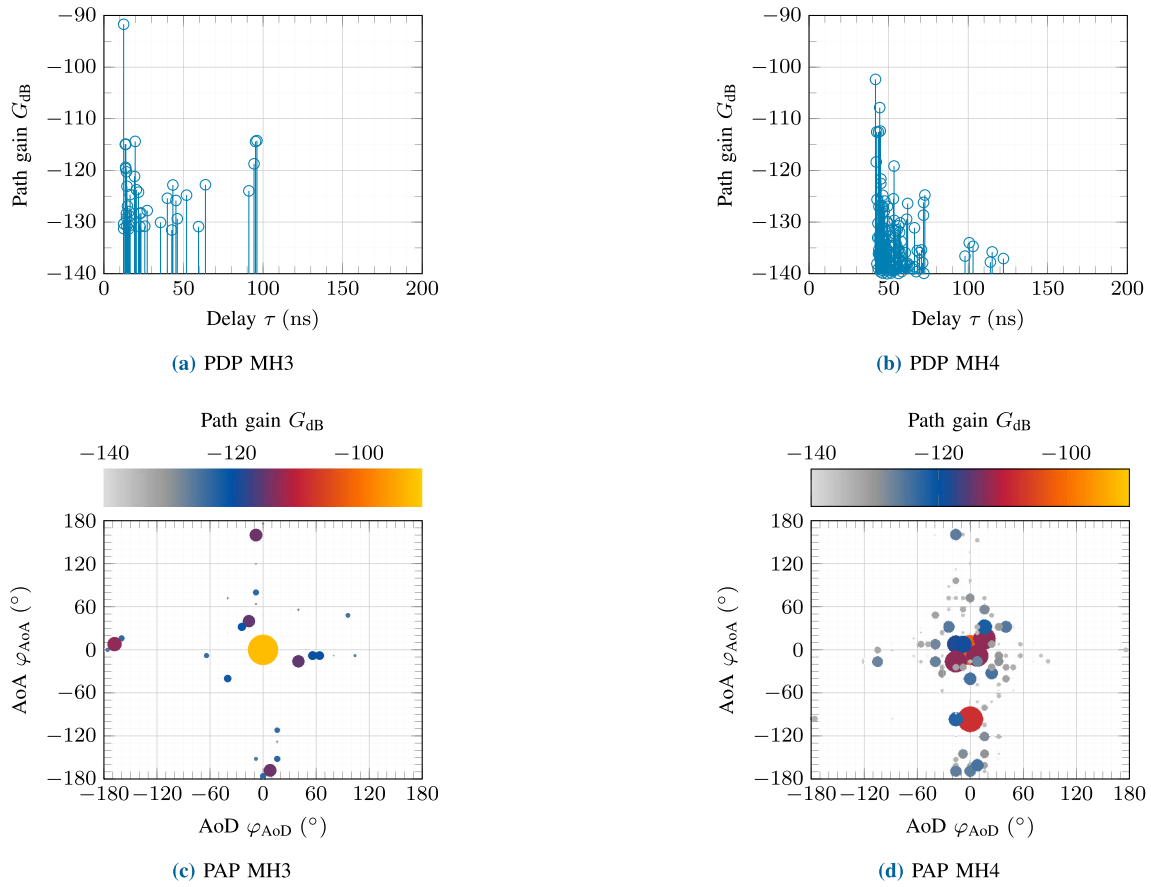 −90
−100
−110
−120
−130
−140
Path gain G_dB
0 50 100 150 200
Delay τ (ns)
(a) PDP MH3
−90
−100
−110
−120
−130
−140
Path gain G_dB
0 50 100 150 200
Delay τ (ns)
(b) PDP MH4
Path gain G_dB
−140 −120 −100
180
120
60
0
−60
−120
−180
AoA φ_AoA (°)
−180 −120 −60 0 60 120 180
AoD φ_AoD (°)
(c) PAP MH3
Path gain G_dB
−140 −120 −100
180
120
60
0
−60
−120
−180
AoA φ_AoA (°)
−180 −120 −60 0 60 120 180
AoD φ_AoD (°)
(d) PAP MH4